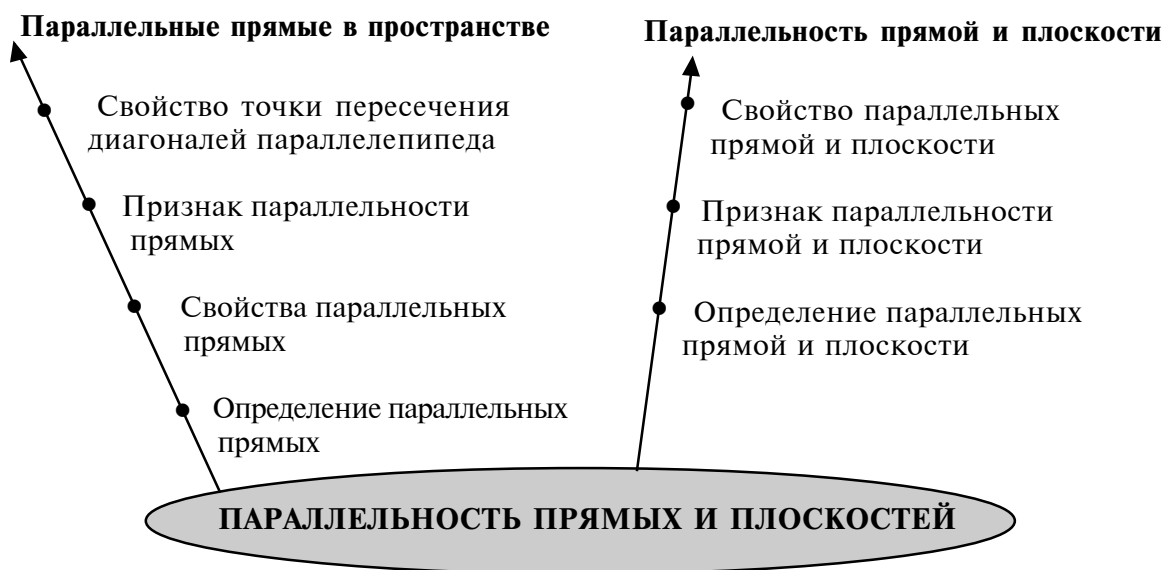 Параллельные прямые в пространстве
Свойство точки пересечения
диагоналей параллелепипеда
Признак параллельности
прямых
Свойства параллельных
прямых
Определение параллельных
прямых
Параллельность прямой и плоскости
Свойство параллельных
прямой и плоскости
Признак параллельности
прямой и плоскости
Определение параллельных
прямой и плоскости
ПАРАЛЛЕЛЬНОСТЬ ПРЯМЫХ И ПЛОСКОСТЕЙ